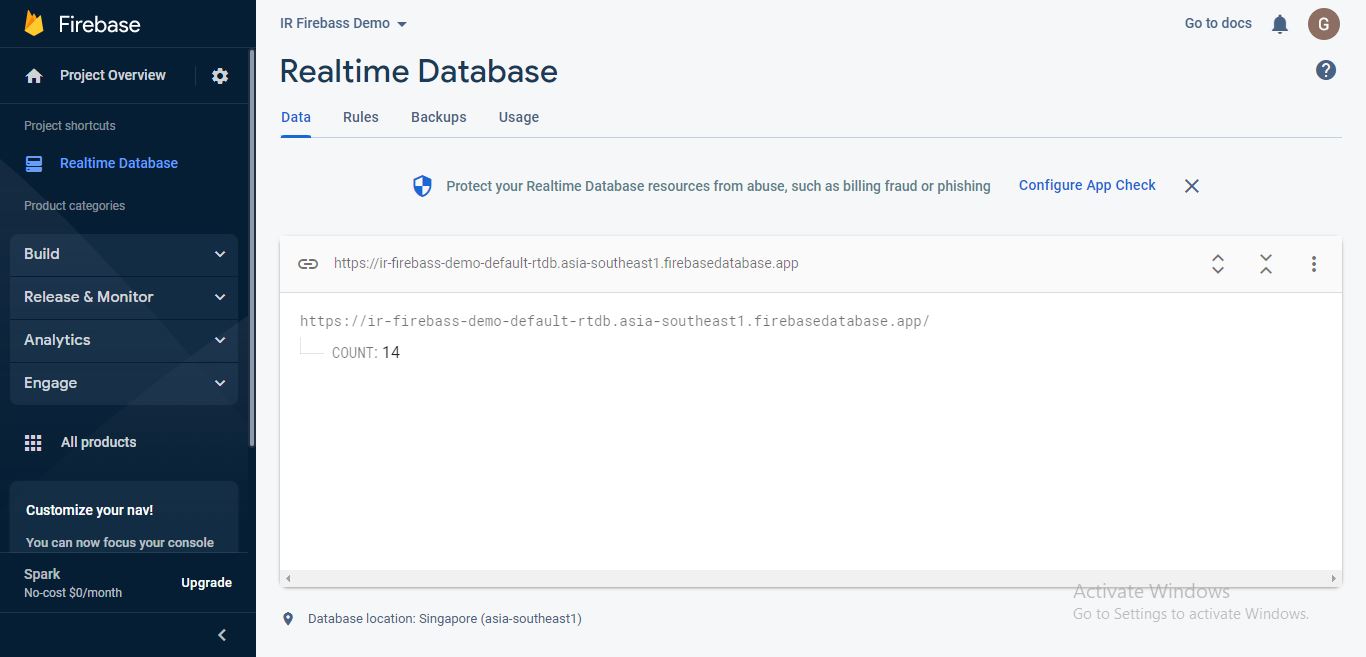 Firebase
Project Overview
Project shortcuts
Realtime Database
Product categories
Build
Release & Monitor
Analytics
Engage
All products
Customize your nav!
You can now focus your console
Spark
No-cost $0/month
Upgrade
IR Firebass Demo
Go to docs
G
Realtime Database
?
Data Rules Backups Usage
Protect your Realtime Database resources from abuse, such as billing fraud or phishing Configure App Check
https://ir-firebass-demo-default-rtdb.asia-southeast1.firebasedatabase.app
https://ir-firebass-demo-default-rtdb.asia-southeast1.firebasedatabase.app/
COUNT: 14
Database location: Singapore (asia-southeast1)
Activate Windows
Go to Settings to activate Windows.